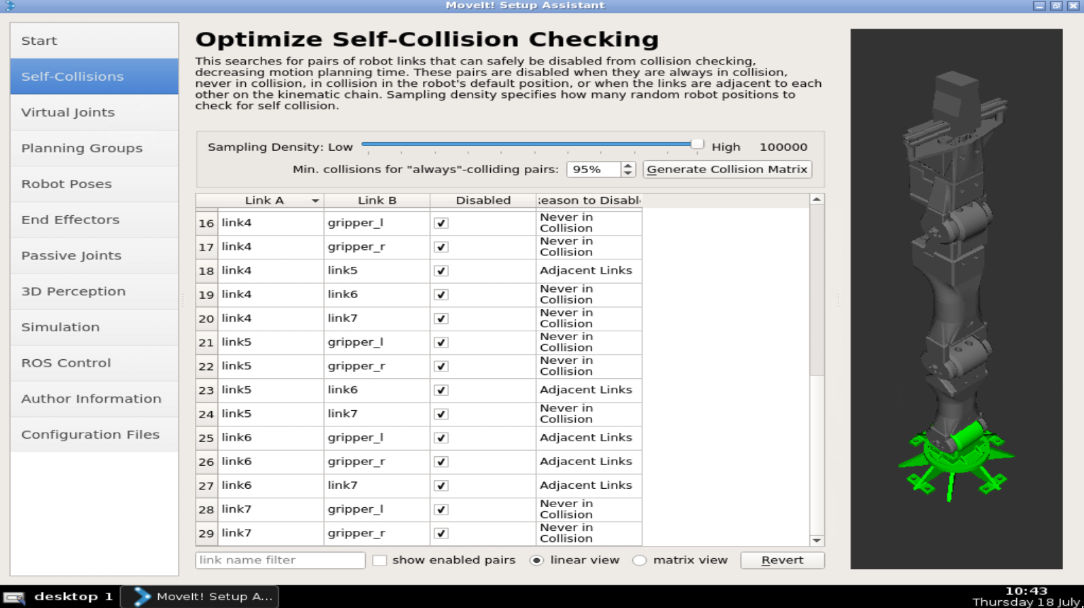 MoveIt! Setup Assistant
Start
Self-Collisions
Virtual Joints
Planning Groups
Robot Poses
End Effectors
Passive Joints
3D Perception
Simulation
ROS Control
Author Information
Configuration Files
Optimize Self-Collision Checking
This searches for pairs of robot links that can safely be disabled from collision checking,
decreasing motion planning time. These pairs are disabled when they are always in collision,
never in collision, in collision in the robot's default position, or when the links are adjacent to each
other on the kinematic chain. Sampling density specifies how many random robot positions to
check for self collision.
Sampling Density: Low High 100000
Min. collisions for "always"-colliding pairs: 95% Generate Collision Matrix
Link A Link B Disabled eason to Disabl
16 link4 gripper_l Never in
Collision
17 link4 gripper_r Never in
Collision
18 link4 link5 Adjacent Links
19 link4 link6 Never in
Collision
20 link4 link7 Never in
Collision
21 link5 gripper_l Never in
Collision
22 link5 gripper_r Never in
Collision
23 link5 link6 Adjacent Links
24 link5 link7 Never in
Collision
25 link6 gripper_l Adjacent Links
26 link6 gripper_r Adjacent Links
27 link6 link7 Adjacent Links
28 link7 gripper_l Never in
Collision
29 link7 gripper_r Never in
Collision
link name filter show enabled pairs linear view matrix view Revert
desktop 1 MoveIt! Setup A...
10:43
Thursday 18 July